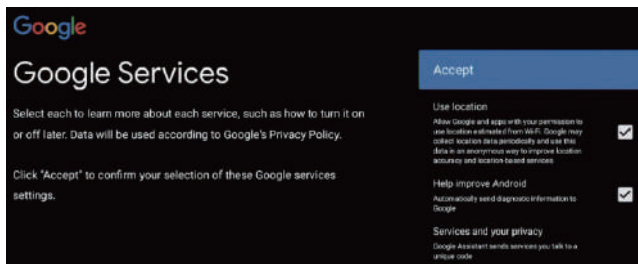 Google
Google Services
Select each to learn more about each service, such as how to turn it on
or off later. Data will be used according to Google's Privacy Policy.
Click "Accept" to confirm your selection of these Google services
settings.
Accept
Use location
Allow Google and apps with your permission to
use location estimated from Wi-Fi. Google may
collect location data periodically and use this
data in an anonymous way to improve location
accuracy and location-based services
Help improve Android
Automatically send diagnostic information to
Google
Services and your privacy
Google Assistant sends services you talk to a
unique code